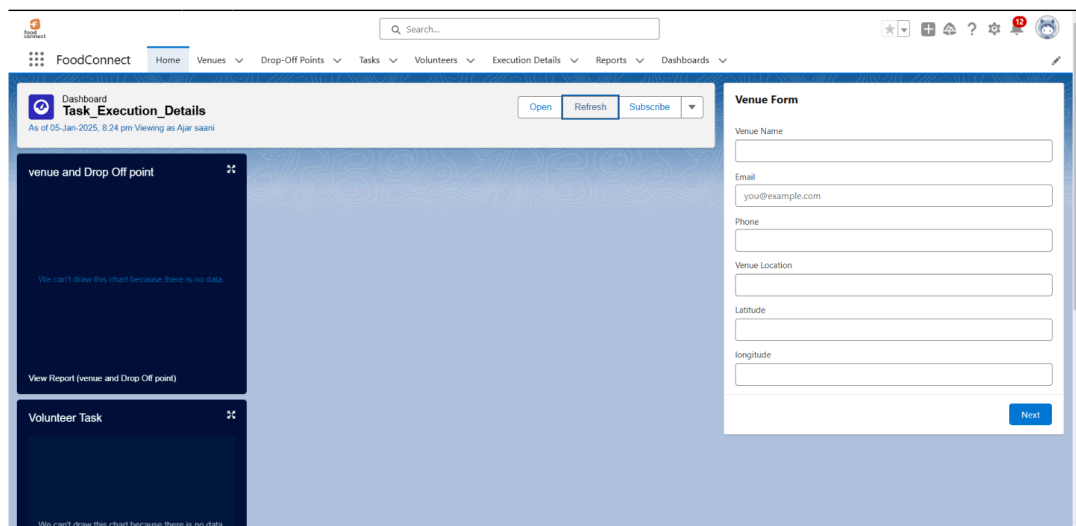 food
connect
Search...
12
FoodConnect
Home
Venues
Drop-Off Points
Tasks
Volunteers
Execution Details
Reports
Dashboards
Dashboard
Task_Execution_Details
As of 05-Jan-2025, 8:24 pm·Viewing as Ajar saani
Open
Refresh
Subscribe
venue and Drop Off point
We can't draw this chart because there is no data.
View Report (venue and Drop Off point)
Volunteer Task
We can't draw this chart because there is no data.
Venue Form
Venue Name
Email
you@example.com
Phone
Venue Location
Latitude
longitude
Next